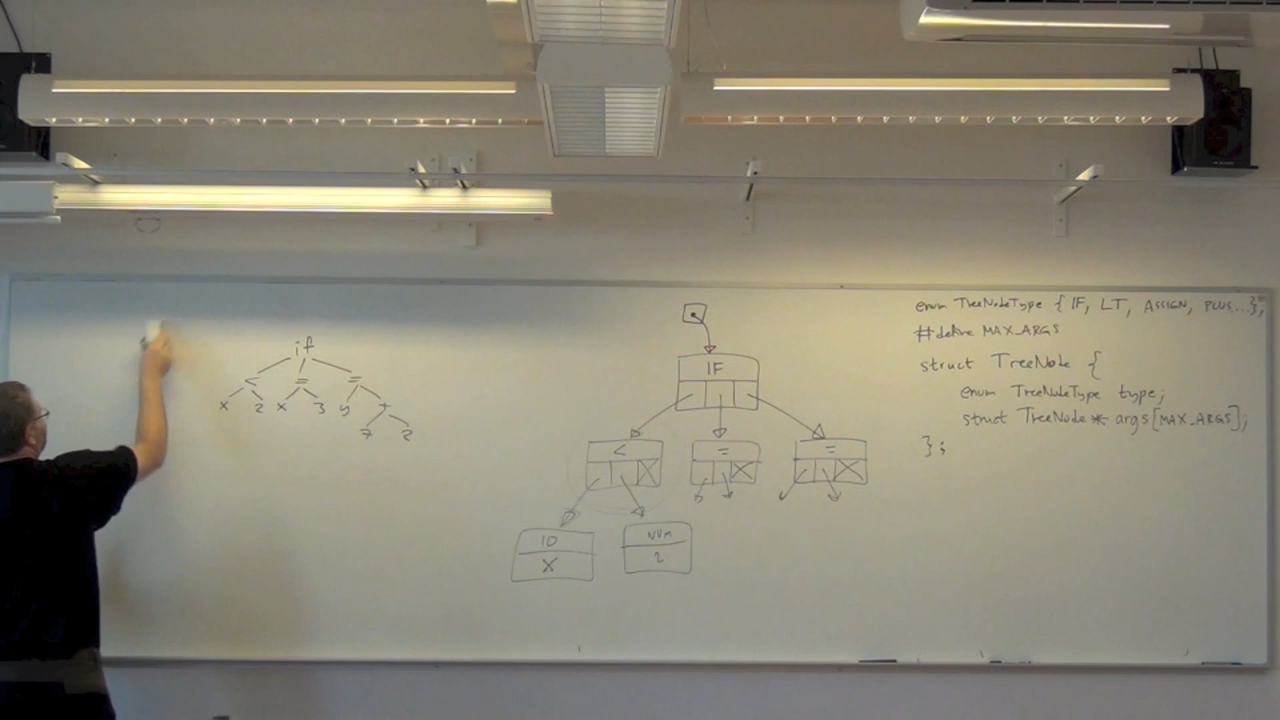 if
< = =
x 2 x 3 y +
7 2
IF
< = =
ID NUM
X 2
enum TreeNodeType { IF, LT, ASSIGN, PLUS...};
#define MAX_ARGS
struct TreeNode {
enum TreeNodeType type;
struct TreeNode* args[MAX_ARGS];
};